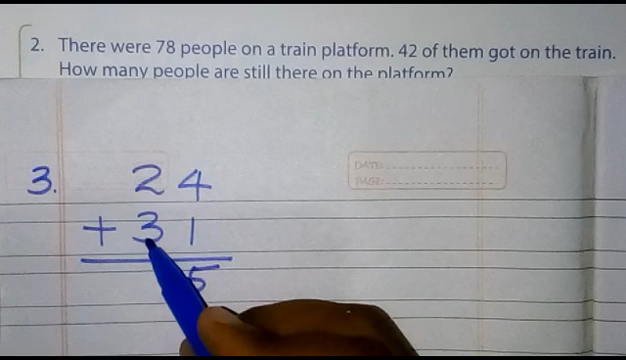 2. There were 78 people on a train platform. 42 of them got on the train.
How many people are still there on the platform?
DATE:
PAGE:
3. 24
+ 31
5